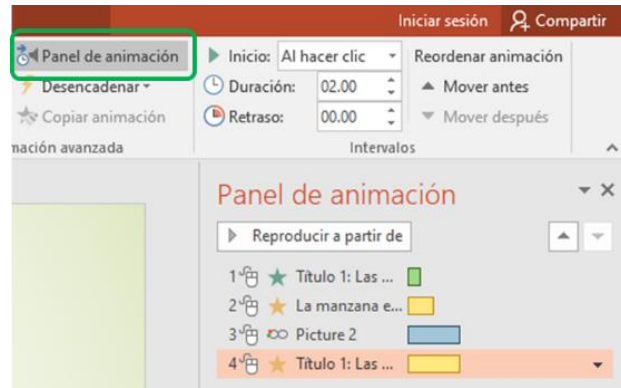 Iniciar sesión Compartir
Panel de animación Inicio: Al hacer clic Reordenar animación
Desencadenar Duración: 02.00 Mover antes
Copiar animación Retraso: 00.00 Mover después
mación avanzada Intervalos
Panel de animación
Reproducir a partir de
1 Título 1: Las ...
2 La manzana e...
3 Picture 2
4 Título 1: Las ...